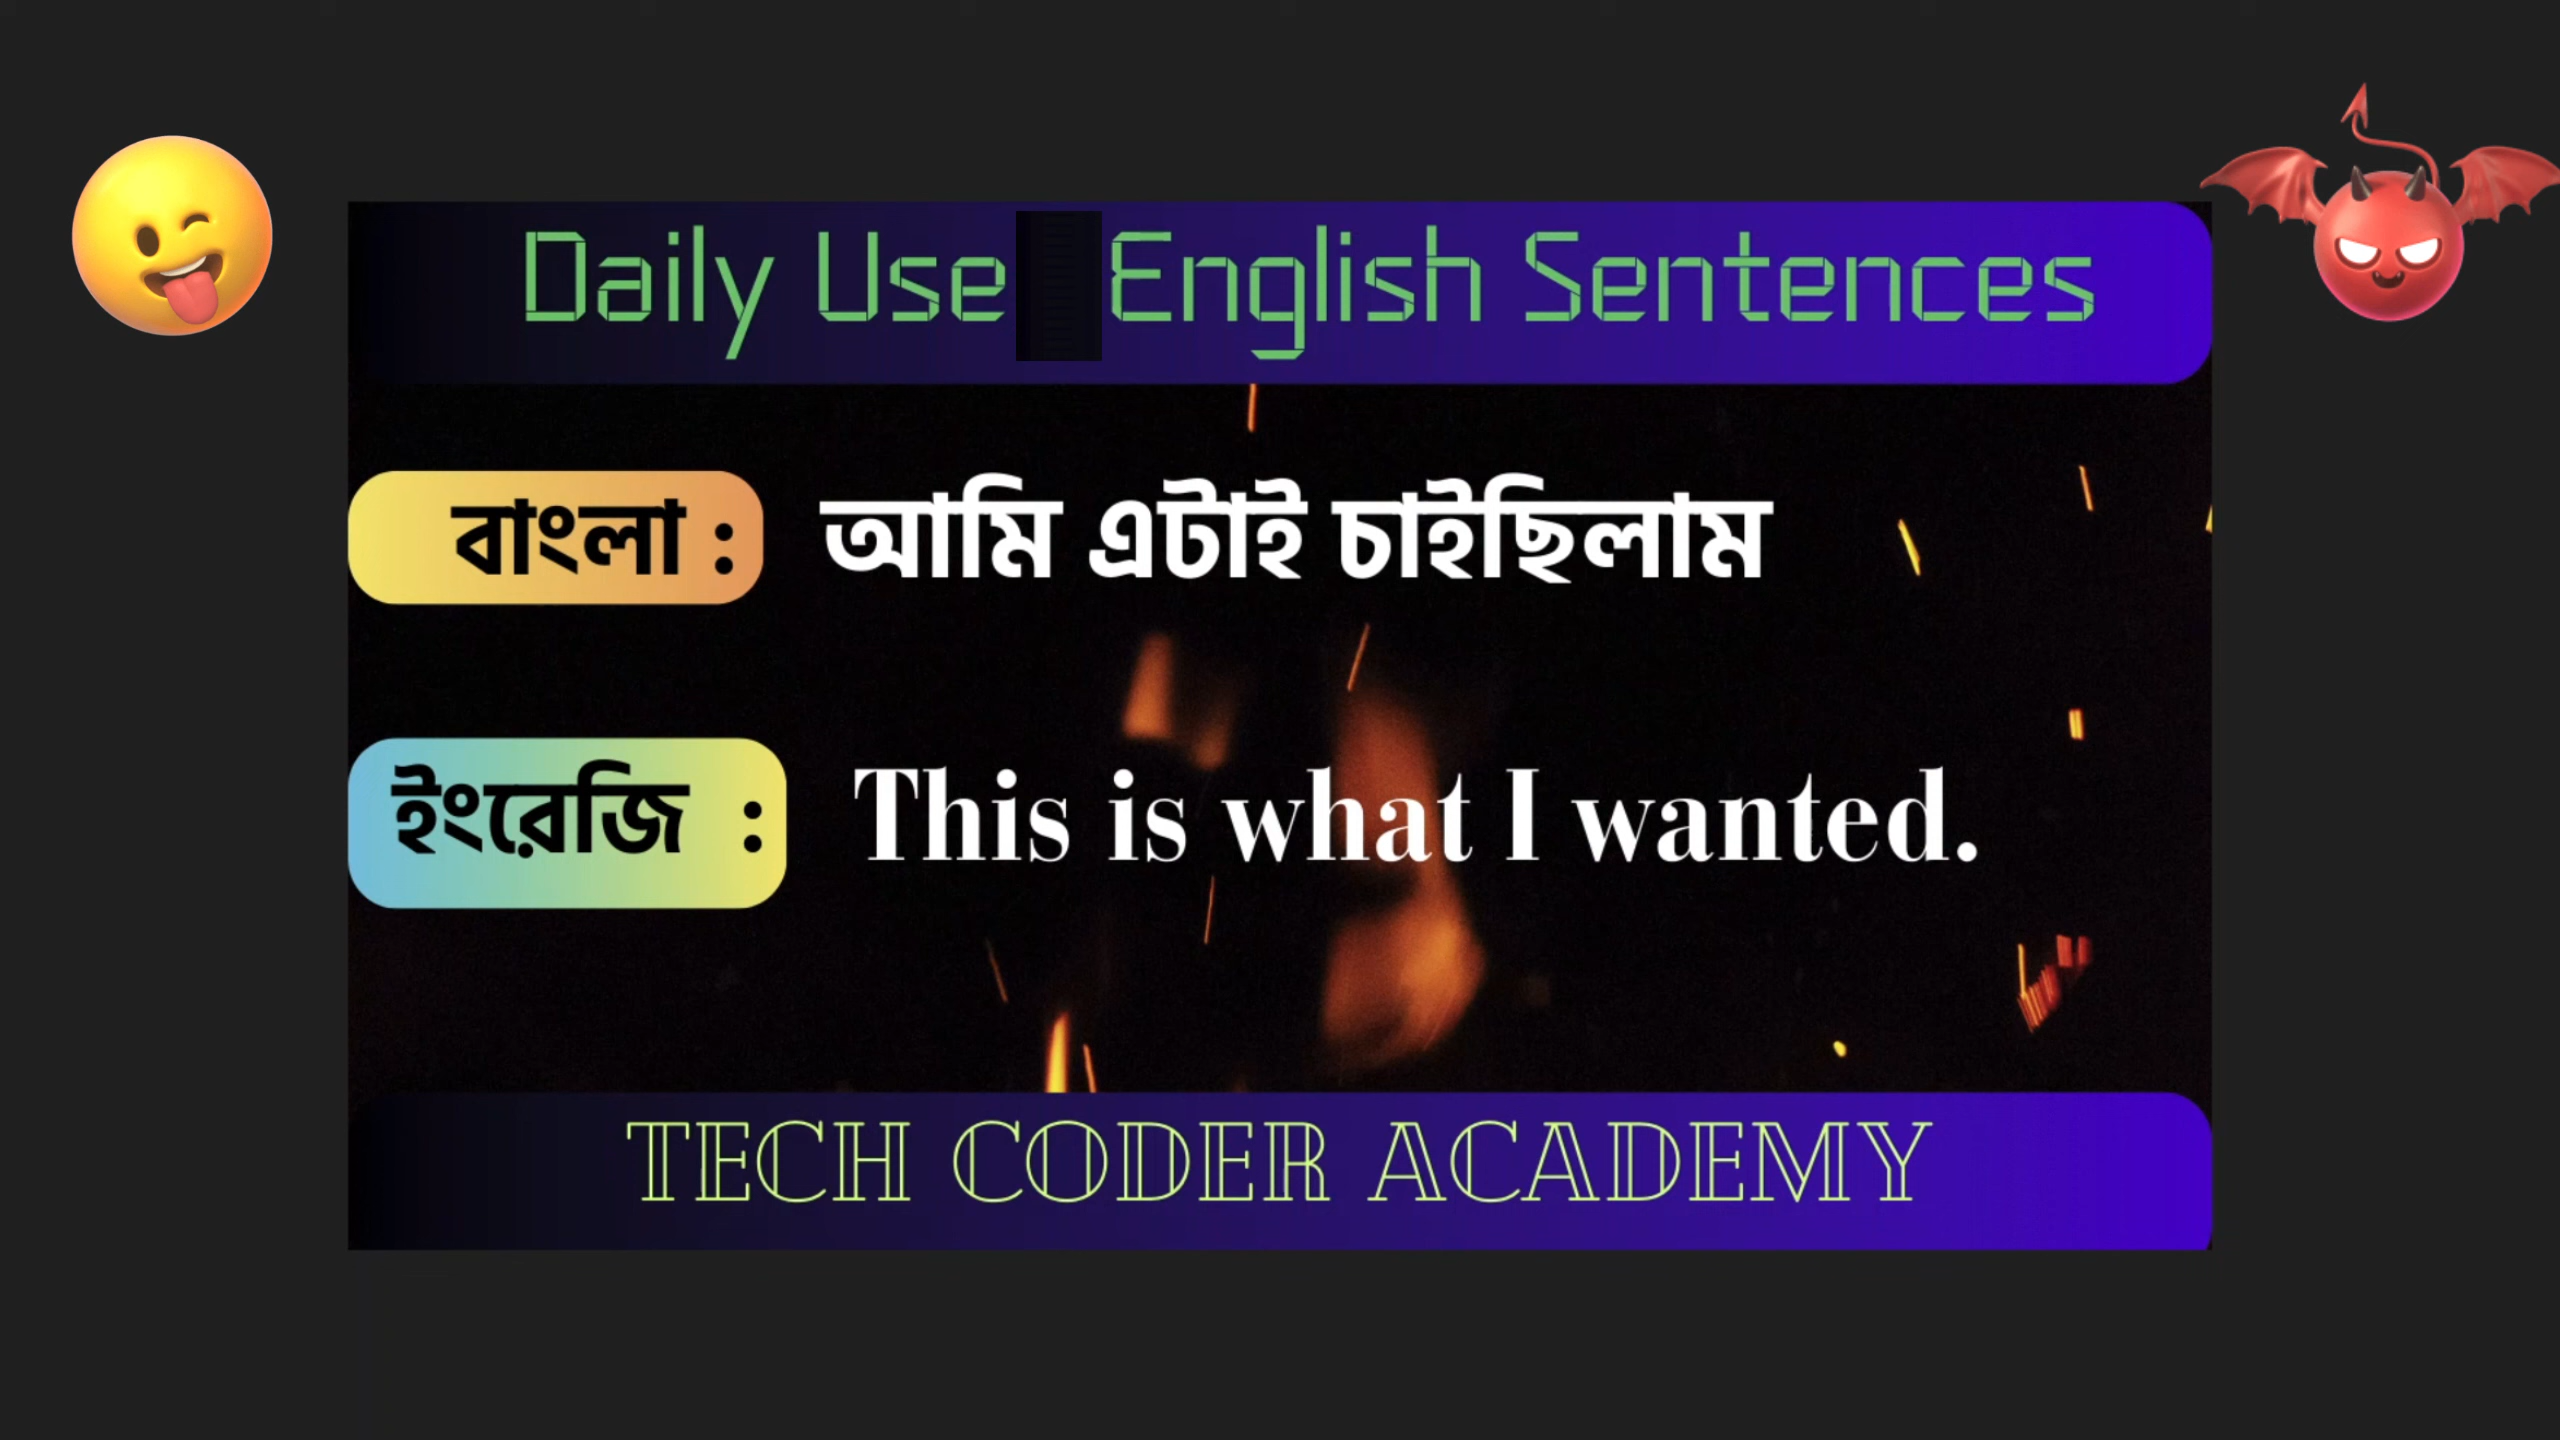 Daily Use English Sentences
বাংলা : আমি এটাই চাইছিলাম
ইংরেজি : This is what I wanted.
TECH CODER ACADEMY